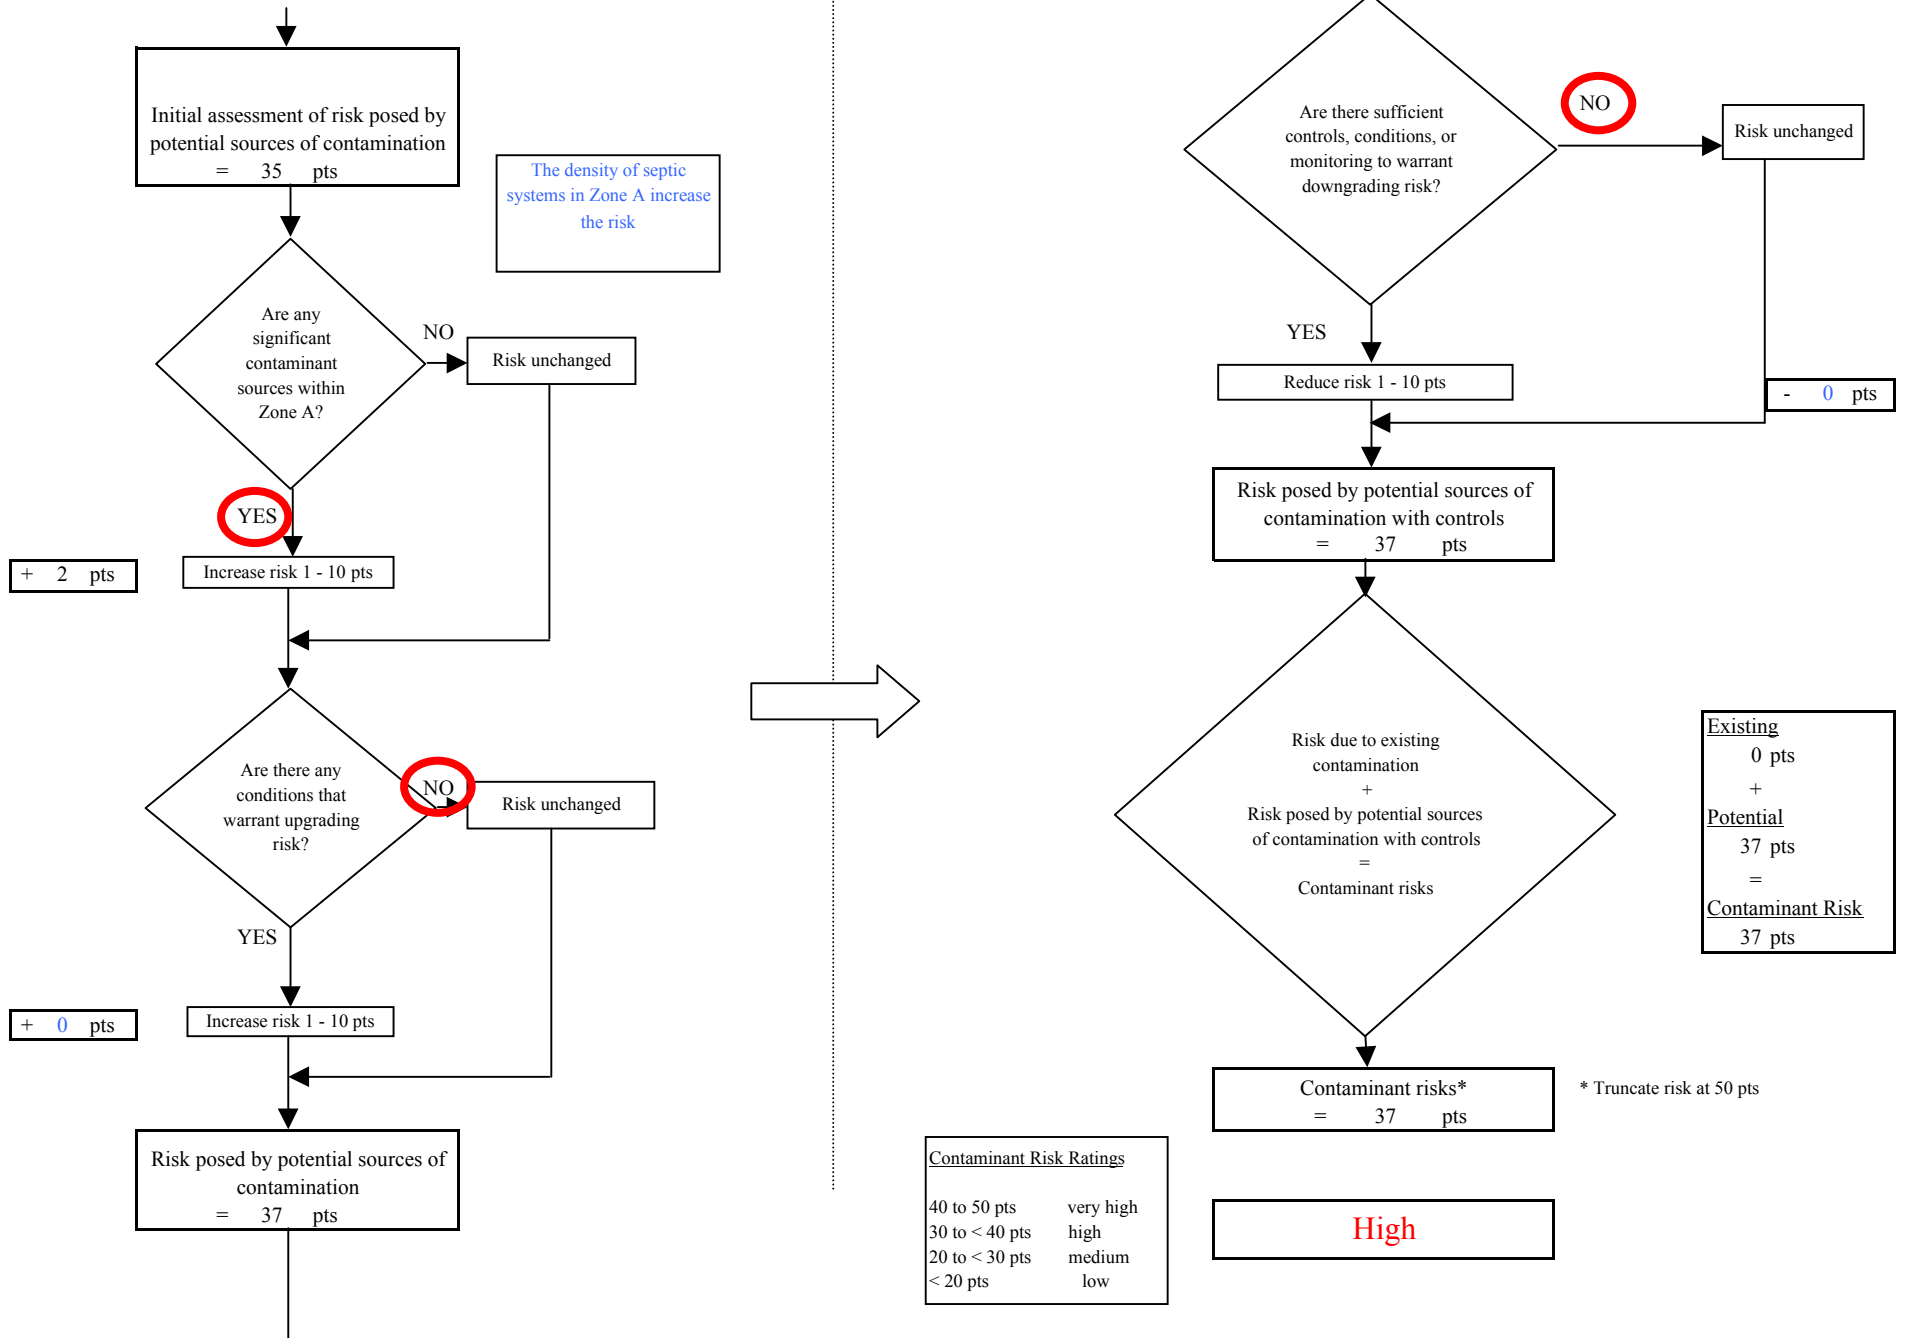 Initial assessment of risk posed by
potential sources of contamination
= 35 pts
The density of septic
systems in Zone A increase
the risk
Are any
significant
contaminant
sources within
Zone A?
NO
Risk unchanged
YES
+ 2 pts
Increase risk 1 - 10 pts
Are there any
conditions that
warrant upgrading
risk?
NO
Risk unchanged
YES
+ 0 pts
Increase risk 1 - 10 pts
Risk posed by potential sources of
contamination
= 37 pts
Are there sufficient
controls, conditions, or
monitoring to warrant
downgrading risk?
NO
Risk unchanged
YES
Reduce risk 1 - 10 pts
- 0 pts
Risk posed by potential sources of
contamination with controls
= 37 pts
Risk due to existing
contamination
+
Risk posed by potential sources
of contamination with controls
=
Contaminant risks
Existing
0 pts
+
Potential
37 pts
=
Contaminant Risk
37 pts
Contaminant risks*
= 37 pts
* Truncate risk at 50 pts
Contaminant Risk Ratings
40 to 50 pts very high
30 to < 40 pts high
20 to < 30 pts medium
< 20 pts low
High